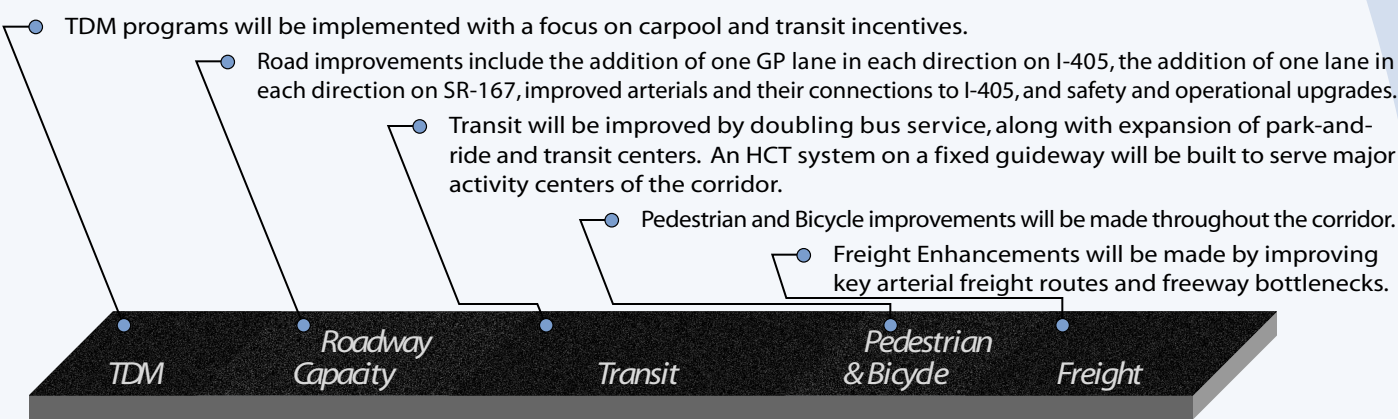 TDM programs will be implemented with a focus on carpool and transit incentives.
Road improvements include the addition of one GP lane in each direction on I-405, the addition of one lane in
each direction on SR-167, improved arterials and their connections to I-405, and safety and operational upgrades.
Transit will be improved by doubling bus service, along with expansion of park-and-
ride and transit centers. An HCT system on a fixed guideway will be built to serve major
activity centers of the corridor.
Pedestrian and Bicycle improvements will be made throughout the corridor.
Freight Enhancements will be made by improving
key arterial freight routes and freeway bottlenecks.
TDM
Roadway
Capacity
Transit
Pedestrian
& Bicycle
Freight